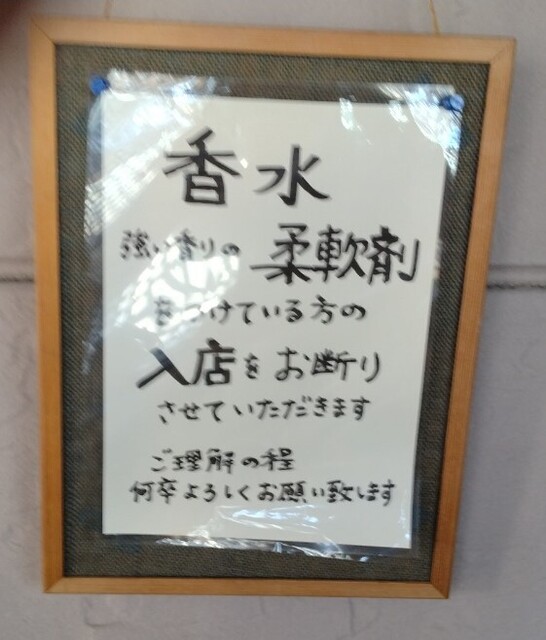 香水
強い香りの 柔軟剤
をつけている方の
入店をお断り
させていただきます
ご理解の程
何卒よろしくお願い致します